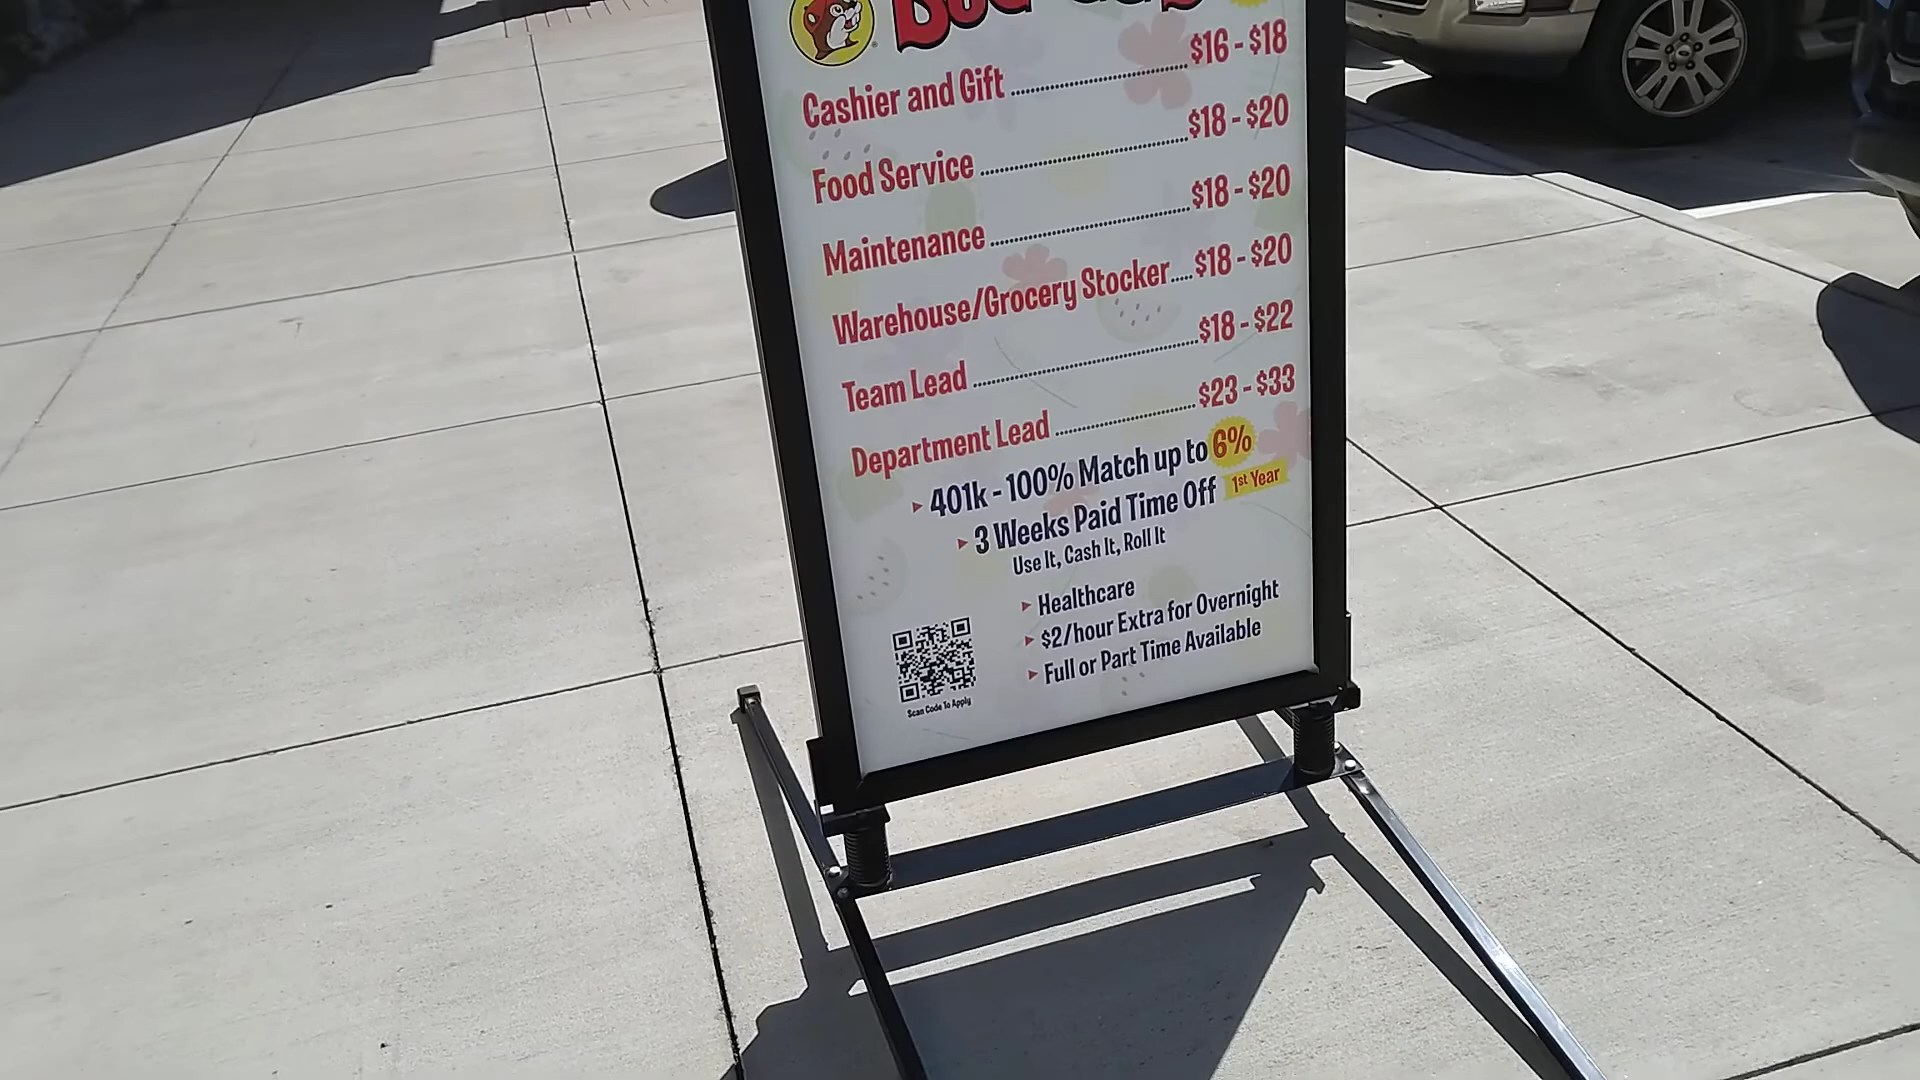 Cashier and Gift $16 - $18
Food Service $18 - $20
Maintenance $18 - $20
Warehouse/Grocery Stocker $18 - $20
Team Lead $18 - $22
Department Lead $23 - $33
401k - 100% Match up to 6%
3 Weeks Paid Time Off 1st Year
Use It, Cash It, Roll It
Healthcare
$2/hour Extra for Overnight
Full or Part Time Available
Scan Code To Apply